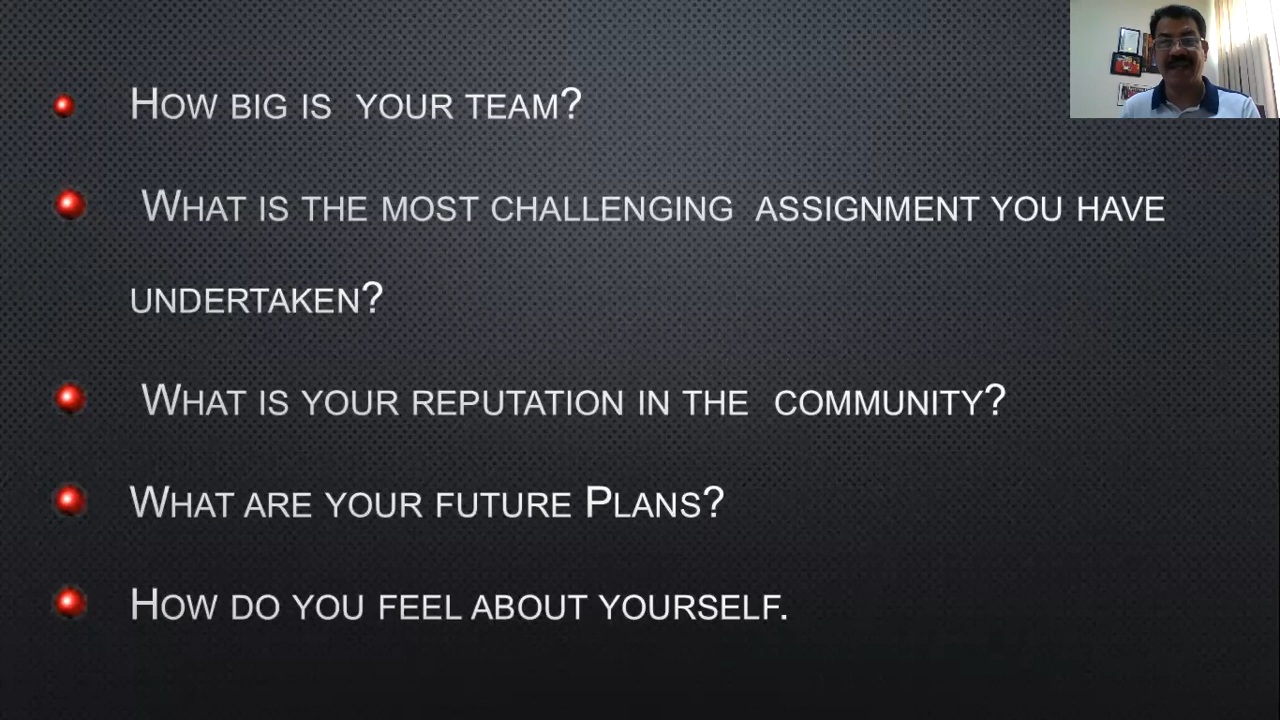 How big is your team?
What is the most challenging assignment you have
undertaken?
What is your reputation in the community?
What are your future Plans?
How do you feel about yourself.